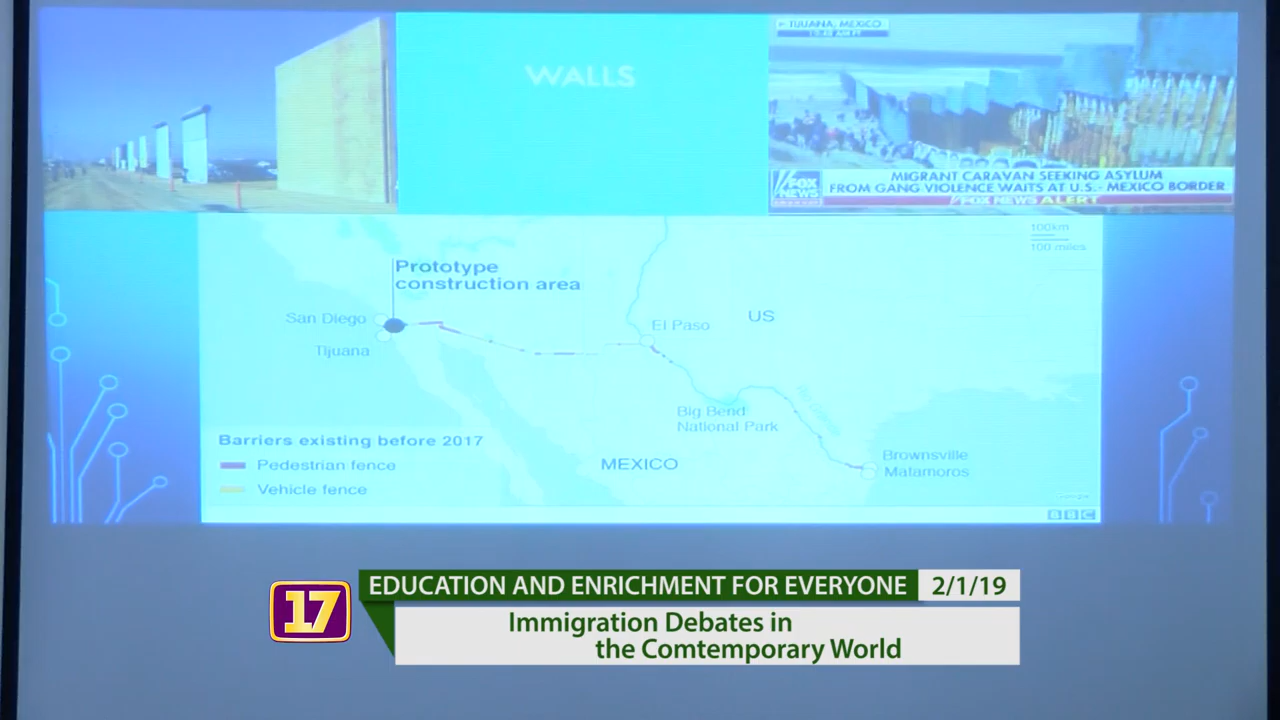 WALLS
TIJUANA, MEXICO
FOX
NEWS
MIGRANT CARAVAN SEEKING ASYLUM
FROM GANG VIOLENCE WAITS AT U.S.- MEXICO BORDER
FOX NEWS ALERT
100km
100 miles
Prototype
construction area
San Diego
Tijuana
El Paso
US
Big Bend
National Park
MEXICO
Brownsville
Matamoros
Barriers existing before 2017
Pedestrian fence
Vehicle fence
Google
BBC
17
EDUCATION AND ENRICHMENT FOR EVERYONE
2/1/19
Immigration Debates in
the Comtemporary World